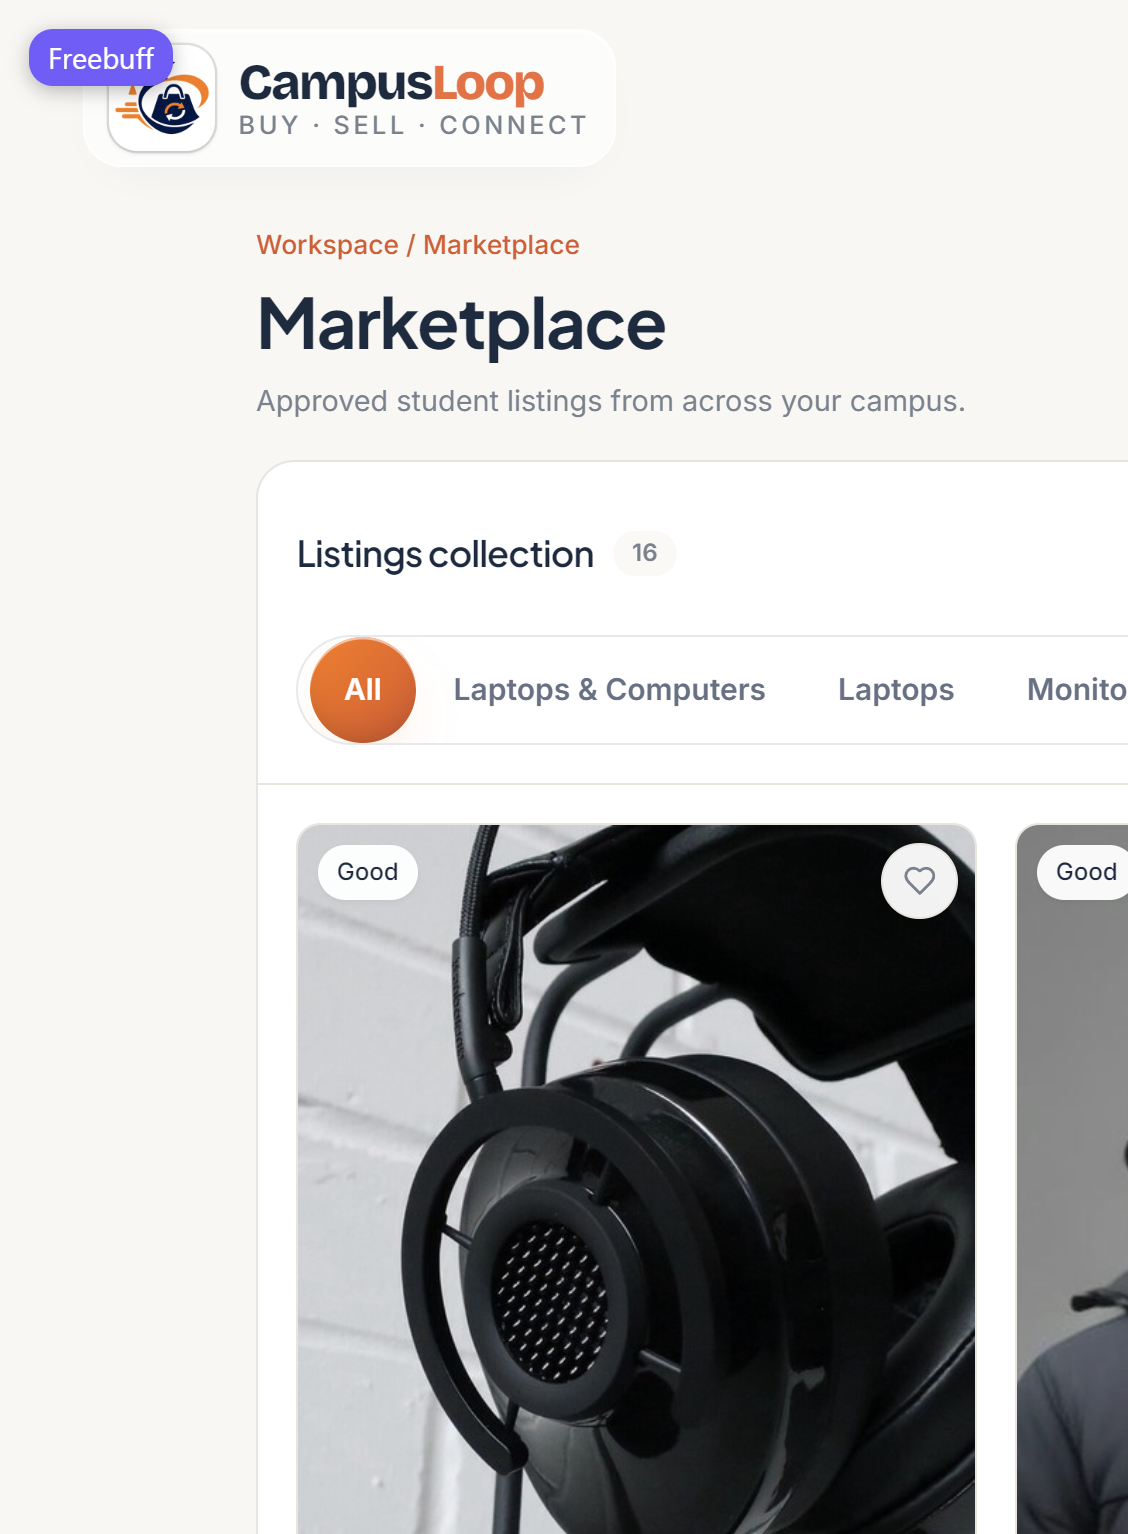 Freebuff
CampusLoop
BUY · SELL · CONNECT
Workspace / Marketplace
Marketplace
Approved student listings from across your campus.
Listings collection 16
All Laptops & Computers Laptops Monito
Good Good